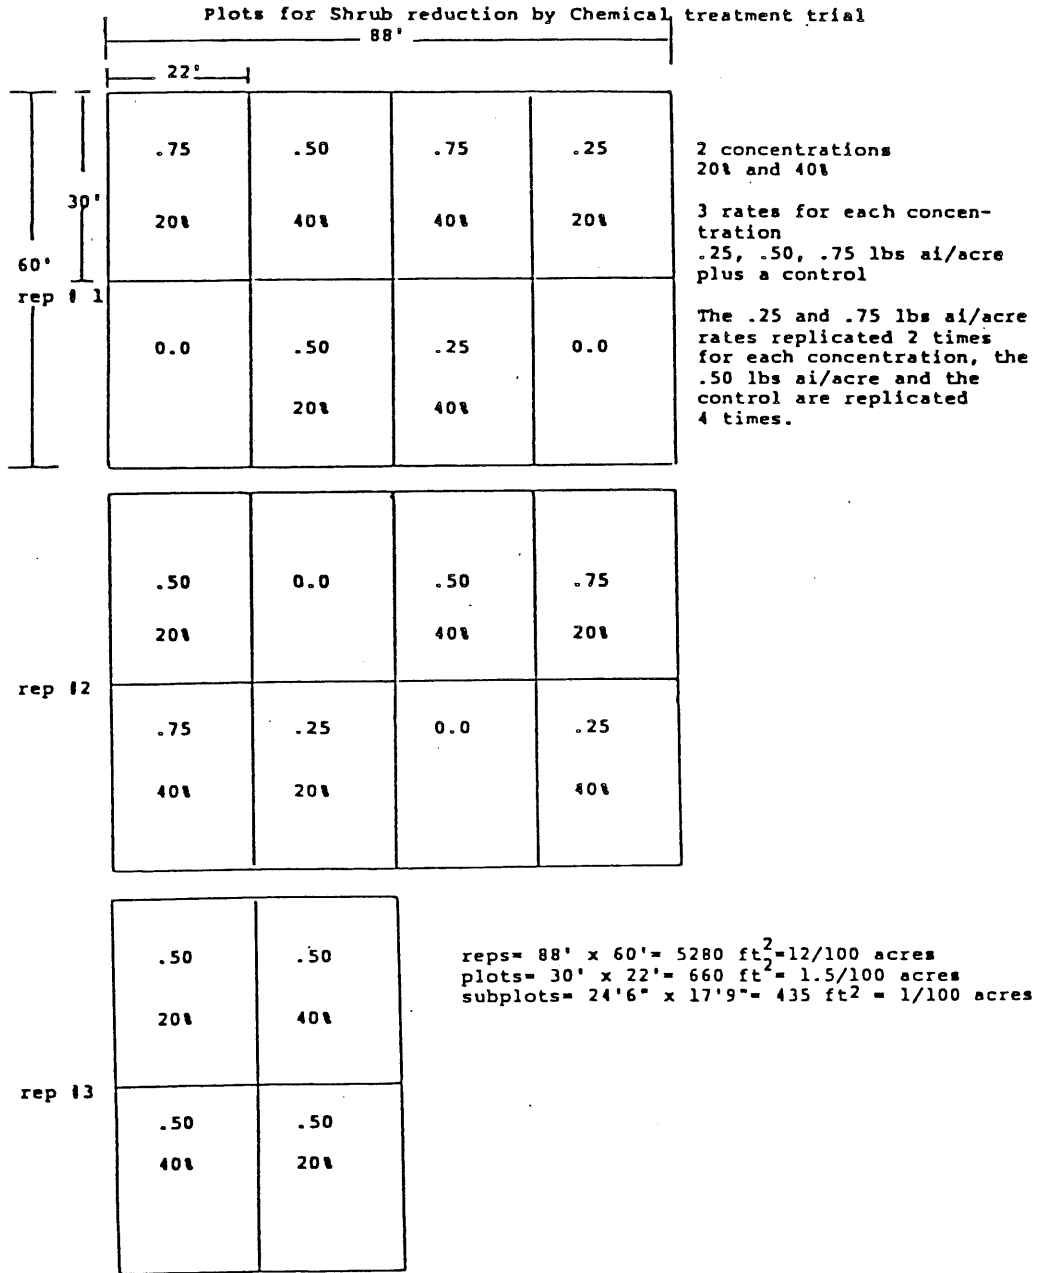 Plots for Shrub reduction by Chemical treatment trial
88'
22'
.75 .50 .75 .25
2 concentrations
20% and 40%
30'
20% 40% 40% 20%
3 rates for each concen-
tration
.25, .50, .75 lbs ai/acre
plus a control
60'
rep # 1
The .25 and .75 lbs ai/acre
rates replicated 2 times
for each concentration, the
.50 lbs ai/acre and the
control are replicated
4 times.
0.0 .50 .25 0.0
20% 40%
.50 0.0 .50 .75
20% 40% 20%
rep #2
.75 .25 0.0 .25
40% 20% 40%
.50 .50
20% 40%
reps= 88' x 60'= 5280 ft2=12/100 acres
plots= 30' x 22'= 660 ft2= 1.5/100 acres
subplots= 24'6" x 17'9"= 435 ft2 = 1/100 acres
rep #3
.50 .50
40% 20%